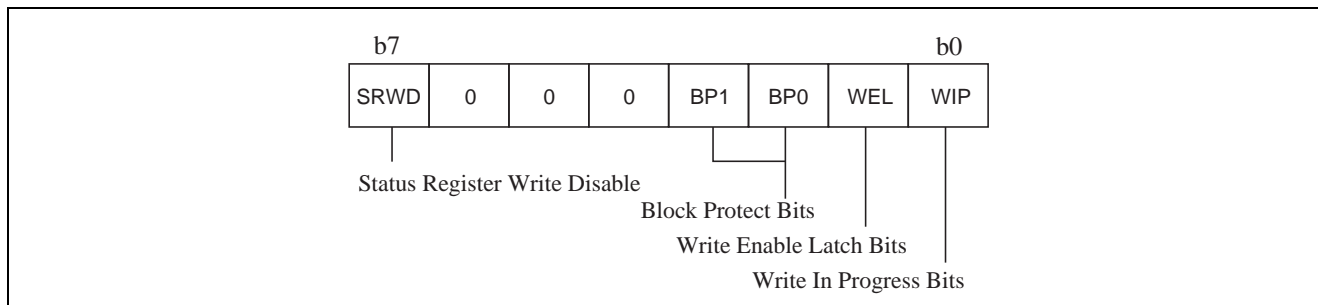 b7 b0
SRWD 0 0 0 BP1 BP0 WEL WIP
Status Register Write Disable
Block Protect Bits
Write Enable Latch Bits
Write In Progress Bits